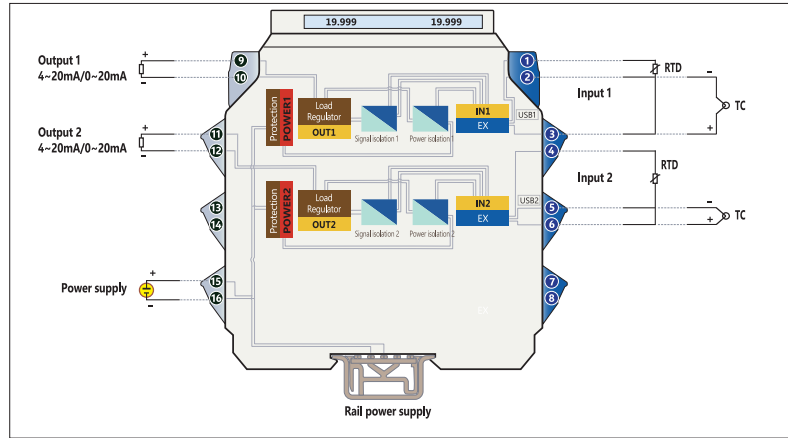 19.999 19.999
Output 1
4~20mA/0~20mA
+
-
9
10
Output 2
4~20mA/0~20mA
+
-
11
12
13
14
Power supply
+
-
15
16
Protection
POWER1
Load
Regulator
OUT1
Signal isolation 1
Power isolation 1
IN1
EX
USB1
Protection
POWER2
Load
Regulator
OUT2
Signal isolation 2
Power isolation 2
IN2
EX
USB2
1
2
3
4
5
6
7
8
Input 1
RTD
-
+
TC
Input 2
RTD
-
+
TC
Rail power supply